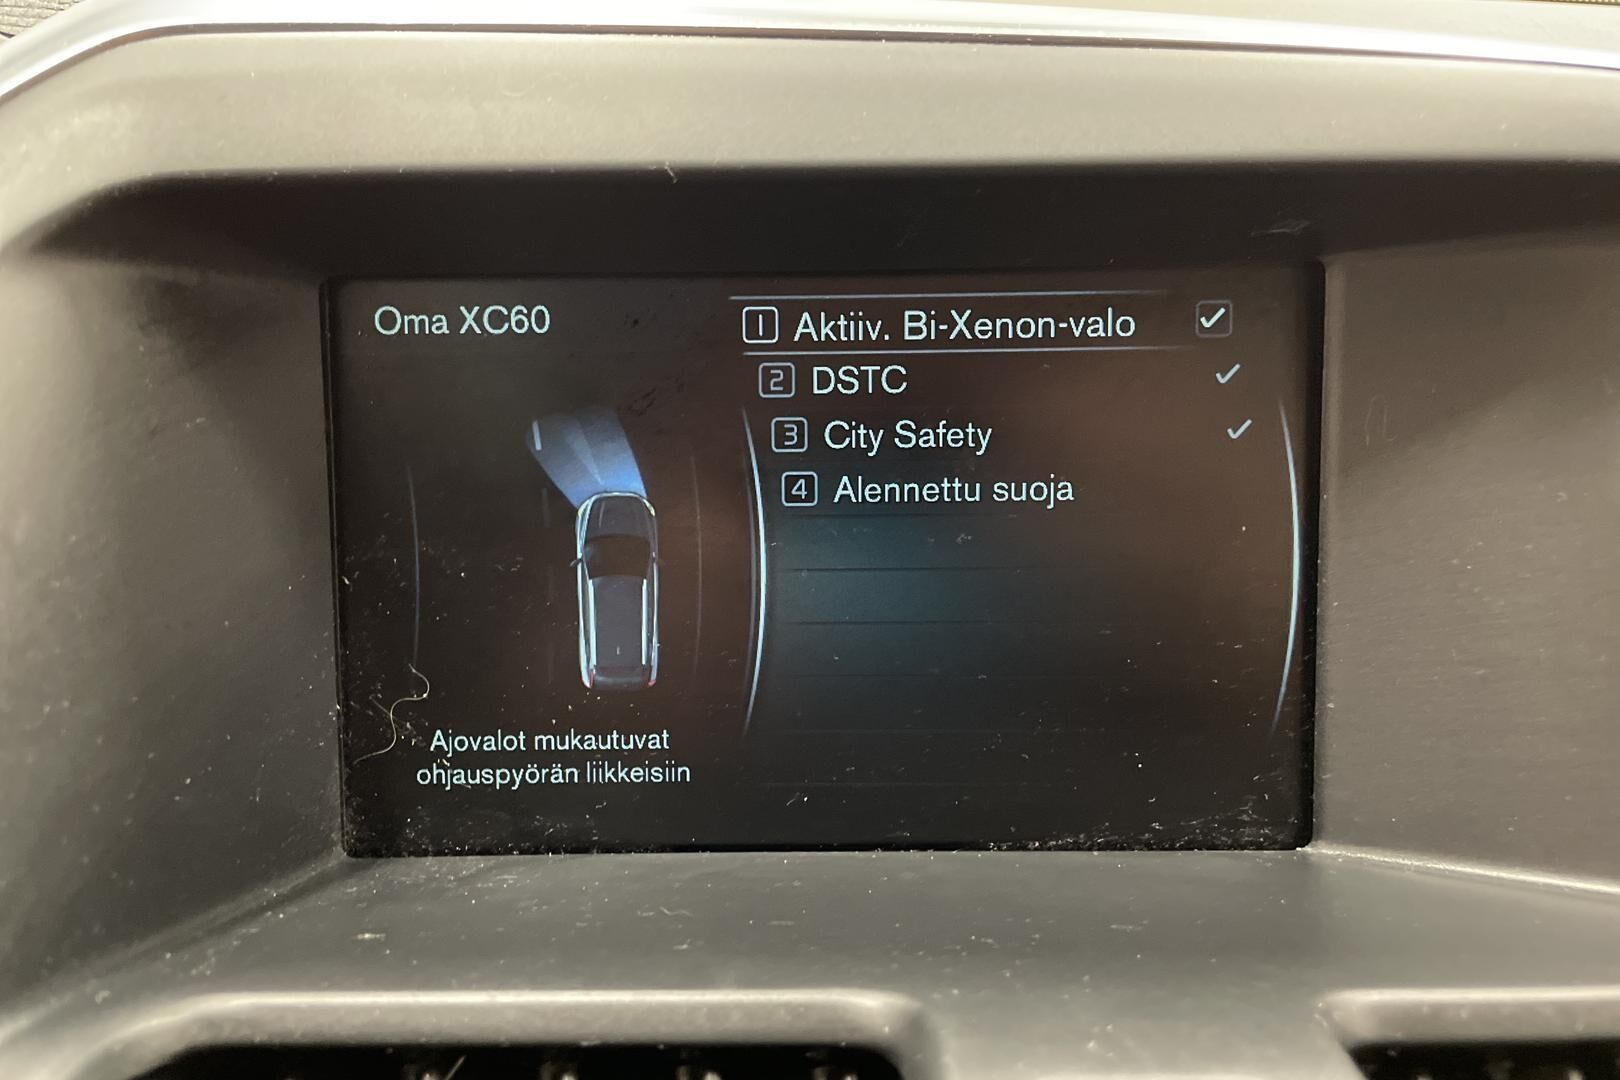 Oma XC60
1 Aktiiv. Bi-Xenon-valo
2 DSTC
3 City Safety
4 Alennettu suoja
Ajovalot mukautuvat
ohjauspyörän liikkeisiin